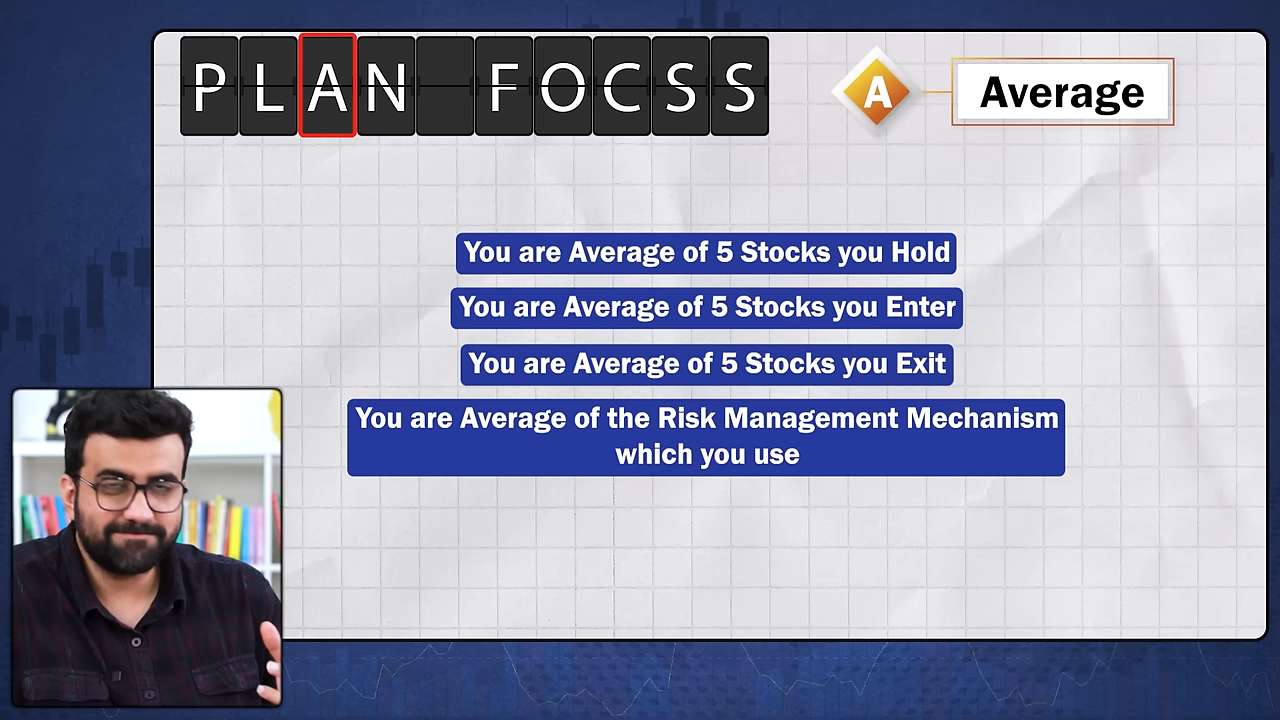 PLAN FOCSS
A
Average
You are Average of 5 Stocks you Hold
You are Average of 5 Stocks you Enter
You are Average of 5 Stocks you Exit
You are Average of the Risk Management Mechanism
which you use